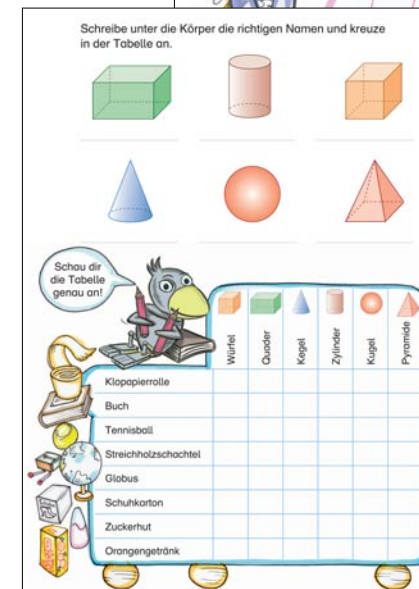 Schreibe unter die Körper die richtigen Namen und kreuze
in der Tabelle an.
Schau dir
die Tabelle
genau an!
Würfel
Quader
Kegel
Zylinder
Kugel
Pyramide
Klopapierrolle
Buch
Tennisball
Streichholzschachtel
Globus
Schuhkarton
Zuckerhut
Orangengetränk